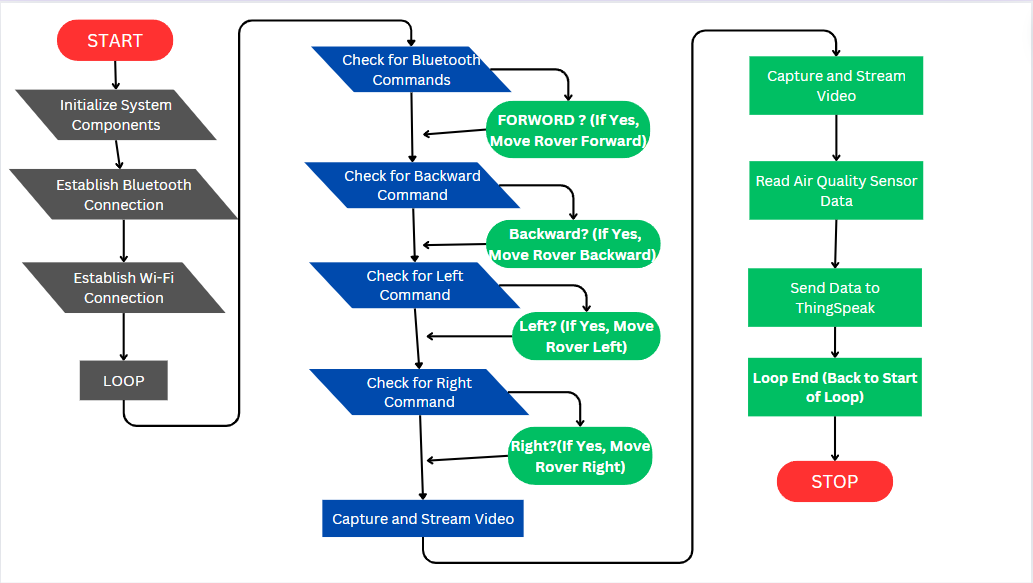 START
Initialize System
Components
Establish Bluetooth
Connection
Establish Wi-Fi
Connection
LOOP
Check for Bluetooth
Commands
FORWORD ? (If Yes,
Move Rover Forward)
Check for Backward
Command
Backward? (If Yes,
Move Rover Backward)
Check for Left
Command
Left? (If Yes, Move
Rover Left)
Check for Right
Command
Right?(If Yes, Move
Rover Right)
Capture and Stream Video
Capture and Stream
Video
Read Air Quality Sensor
Data
Send Data to
ThingSpeak
Loop End (Back to Start
of Loop)
STOP